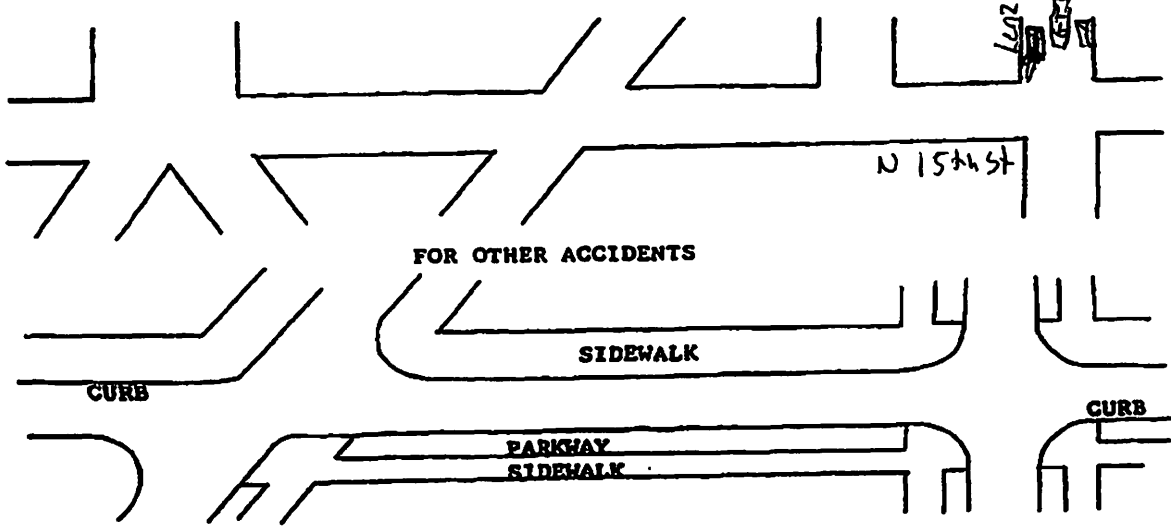 N 15th St
FOR OTHER ACCIDENTS
SIDEWALK
CURB
CURB
PARKWAY
SIDEWALK